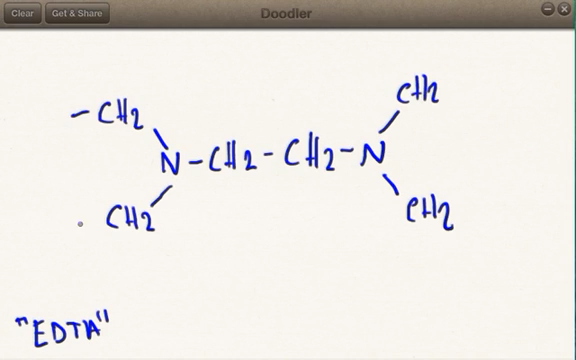 Clear Get & Share Doodler
CH2
- CH2
N - CH2 - CH2 - N
CH2 CH2
"EDTA"